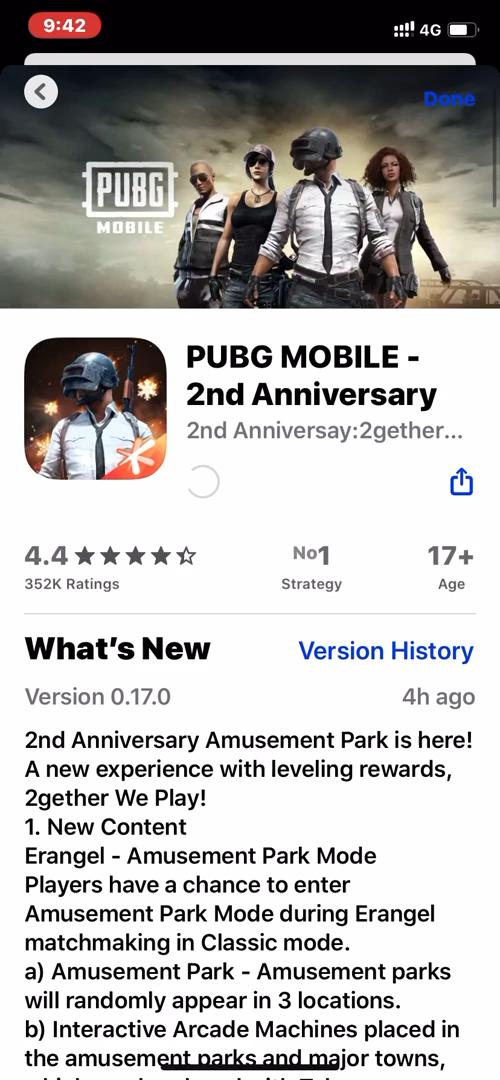 9:42
4G
Done
PUBG
MOBILE
PUBG MOBILE -
2nd Anniversary
2nd Anniversay:2gether...
4.4
No1
17+
352K Ratings
Strategy
Age
What's New
Version History
Version 0.17.0
4h ago
2nd Anniversary Amusement Park is here!
A new experience with leveling rewards,
2gether We Play!
1. New Content
Erangel - Amusement Park Mode
Players have a chance to enter
Amusement Park Mode during Erangel
matchmaking in Classic mode.
a) Amusement Park - Amusement parks
will randomly appear in 3 locations.
b) Interactive Arcade Machines placed in
the amusement parks and major towns,